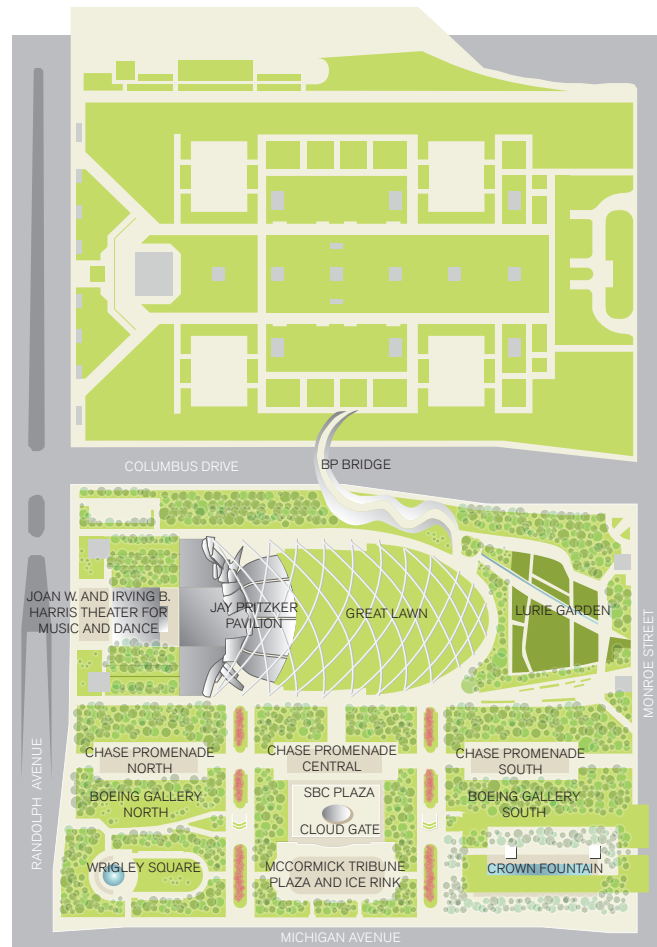 COLUMBUS DRIVE
BP BRIDGE
JOAN W. AND IRVING B.
HARRIS THEATER FOR
MUSIC AND DANCE
JAY PRITZKER
PAVILION
GREAT LAWN
LURIE GARDEN
MONROE STREET
CHASE PROMENADE
NORTH
CHASE PROMENADE
CENTRAL
CHASE PROMENADE
SOUTH
BOEING GALLERY
NORTH
SBC PLAZA
CLOUD GATE
BOEING GALLERY
SOUTH
RANDOLPH AVENUE
WRIGLEY SQUARE
MCCORMICK TRIBUNE
PLAZA AND ICE RINK
CROWN FOUNTAIN
MICHIGAN AVENUE